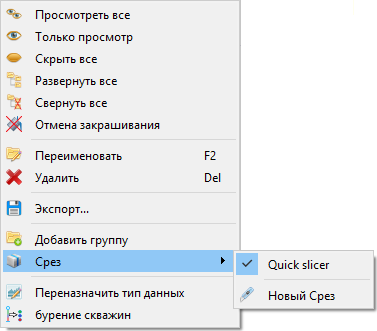 Просмотреть все
Только просмотр
Скрыть все
Развернуть все
Свернуть все
Отмена закрашивания
Переименовать F2
Удалить Del
Экспорт...
Добавить группу
Срез
Quick slicer
Новый Срез
Переназначить тип данных
бурение скважин